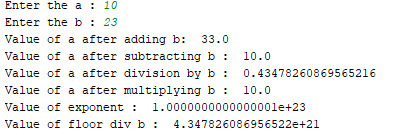 Enter the a : 10
Enter the b : 23
Value of a after adding b:  33.0
Value of a after subtracting b :  10.0
Value of a after division by b :  0.43478260869565216
Value of a after multiplying b :  10.0
Value of exponent :  1.0000000000000001e+23
Value of floor div b :  4.347826086956522e+21